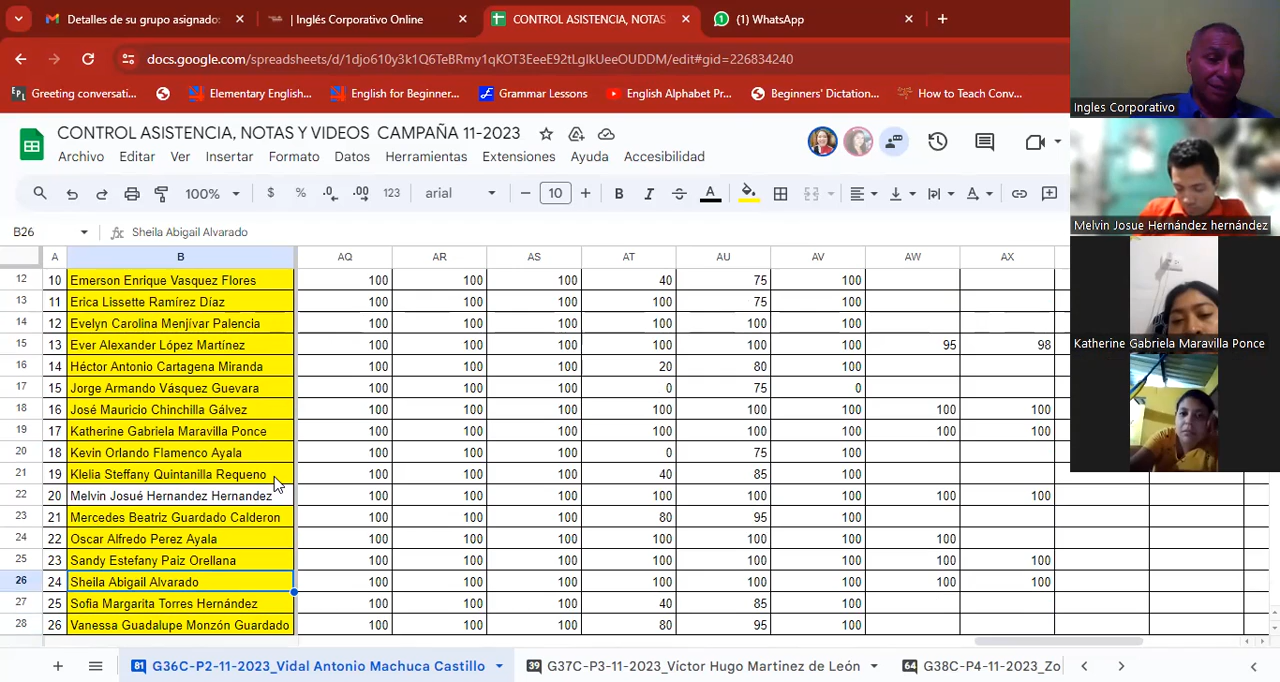 Detalles de su grupo asignado: × | Inglés Corporativo Online × CONTROL ASISTENCIA, NOTAS × (1) WhatsApp × +
docs.google.com/spreadsheets/d/1djo610y3k1Q6TeBRmy1qKOT3EeeE92tLgIkUeeOUDDM/edit#gid=226834240
EPL Greeting conversati... Elementary English... English for Beginner... Grammar Lessons English Alphabet Pr... Beginners' Dictation... How to Teach Conv...
CONTROL ASISTENCIA, NOTAS Y VIDEOS CAMPAÑA 11-2023
Archivo Editar Ver Insertar Formato Datos Herramientas Extensiones Ayuda Accesibilidad
100% $ % .0 .00 123 arial − 10 + B I S A
B26 fx Sheila Abigail Alvarado
A B AQ AR AS AT AU AV AW AX
12 10 Emerson Enrique Vasquez Flores 100 100 100 40 75 100
13 11 Erica Lissette Ramírez Díaz 100 100 100 100 75 100
14 12 Evelyn Carolina Menjívar Palencia 100 100 100 100 100 100
15 13 Ever Alexander López Martínez 100 100 100 100 100 100 95 98
16 14 Héctor Antonio Cartagena Miranda 100 100 100 20 80 100
17 15 Jorge Armando Vásquez Guevara 100 100 100 0 75 0
18 16 José Mauricio Chinchilla Gálvez 100 100 100 100 100 100 100 100
19 17 Katherine Gabriela Maravilla Ponce 100 100 100 100 100 100 100 100
20 18 Kevin Orlando Flamenco Ayala 100 100 100 0 75 100
21 19 Klelia Steffany Quintanilla Requeno 100 100 100 40 85 100
22 20 Melvin Josué Hernandez Hernandez 100 100 100 100 100 100 100 100
23 21 Mercedes Beatriz Guardado Calderon 100 100 100 80 95 100
24 22 Oscar Alfredo Perez Ayala 100 100 100 100 100 100 100
25 23 Sandy Estefany Paiz Orellana 100 100 100 100 100 100 100 100
26 24 Sheila Abigail Alvarado 100 100 100 100 100 100 100 100
27 25 Sofia Margarita Torres Hernández 100 100 100 40 85 100
28 26 Vanessa Guadalupe Monzón Guardado 100 100 100 80 95 100
+ 81 G36C-P2-11-2023_Vidal Antonio Machuca Castillo 39 G37C-P3-11-2023_Víctor Hugo Martinez de León 64 G38C-P4-11-2023_Zo
Ingles Corporativo
Melvin Josue Hernández hernández
Katherine Gabriela Maravilla Ponce